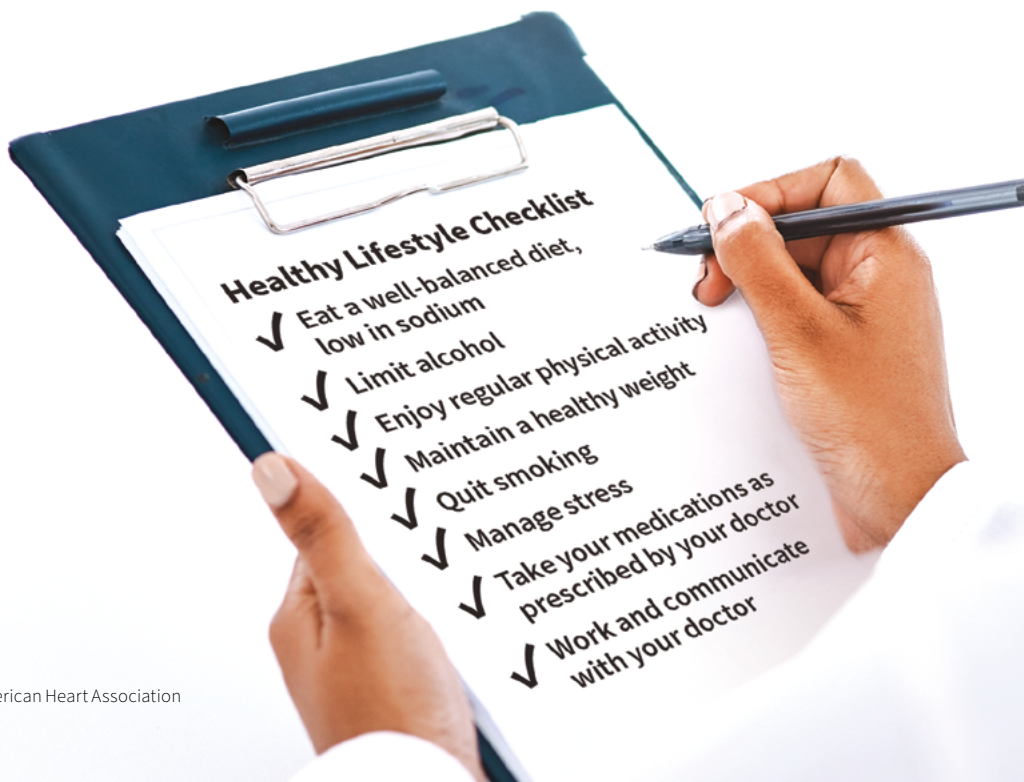 Healthy Lifestyle Checklist
Eat a well-balanced diet,
low in sodium
Limit alcohol
Enjoy regular physical activity
Maintain a healthy weight
Quit smoking
Manage stress
Take your medications as
prescribed by your doctor
Work and communicate
with your doctor
Heart Association